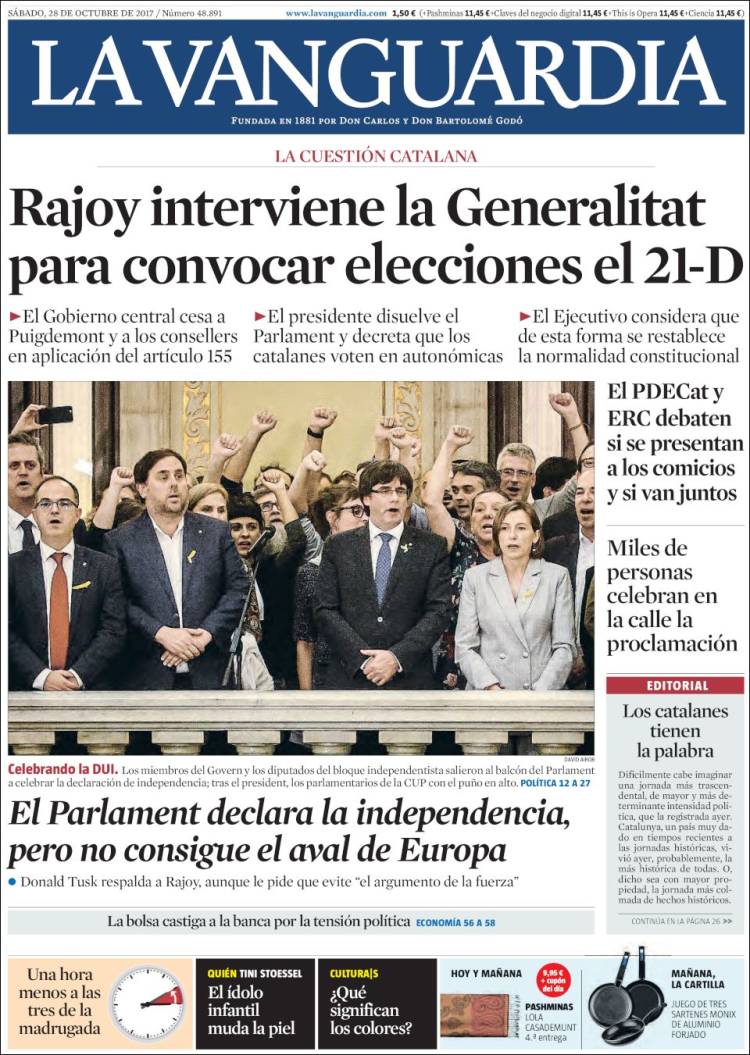 SÁBADO, 28 DE OCTUBRE DE 2017 / Número 48.891
www.lavanguardia.com 1,50 € (+Pashminas 11,45 €+Claves del negocio digital 11,45 €+This is Opera 11,45 €+Ciencia 11,45 €)
LA VANGUARDIA
FUNDADA EN 1881 POR DON CARLOS Y DON BARTOLOMÉ GODÓ
LA CUESTIÓN CATALANA
Rajoy interviene la Generalitat
para convocar elecciones el 21-D
►El Gobierno central cesa a
Puigdemont y a los consellers
en aplicación del artículo 155
►El presidente disuelve el
Parlament y decreta que los
catalanes voten en autonómicas
►El Ejecutivo considera que
de esta forma se restablece
la normalidad constitucional
El PDECat y
ERC debaten
si se presentan
a los comicios
y si van juntos
Miles de
personas
celebran en
la calle la
proclamación
DAVID AIROB
Celebrando la DUI. Los miembros del Govern y los diputados del bloque independentista salieron al balcón del Parlament
a celebrar la declaración de independencia; tras el president, los parlamentarios de la CUP con el puño en alto. POLÍTICA 12 A 27
El Parlament declara la independencia,
pero no consigue el aval de Europa
● Donald Tusk respalda a Rajoy, aunque le pide que evite “el argumento de la fuerza”
La bolsa castiga a la banca por la tensión política ECONOMÍA 56 A 58
EDITORIAL
Los catalanes
tienen
la palabra
Difícilmente cabe imaginar
una jornada más trascen-
dental, de mayor y más de-
terminante intensidad políti-
ca, que la registrada ayer.
Catalunya, un país muy da-
do en tiempos recientes a
las jornadas históricas, vi-
vió ayer, probablemente, la
más histórica de todas. O,
dicho sea con mayor pro-
piedad, la jornada más col-
mada de hechos históricos.
CONTINÚA EN LA PÁGINA 26 >>
Una hora
menos a las
tres de la
madrugada
QUIÉN TINI STOESSEL
El ídolo
infantil
muda la piel
CULTURA|S
¿Qué
significan
los colores?
HOY Y MAÑANA
9,95 €
+ cupón
del día
PASHMINAS
LOLA
CASADEMUNT
4.ª entrega
MAÑANA,
LA CARTILLA
JUEGO DE TRES
SARTENES MONIX
DE ALUMINIO
FORJADO